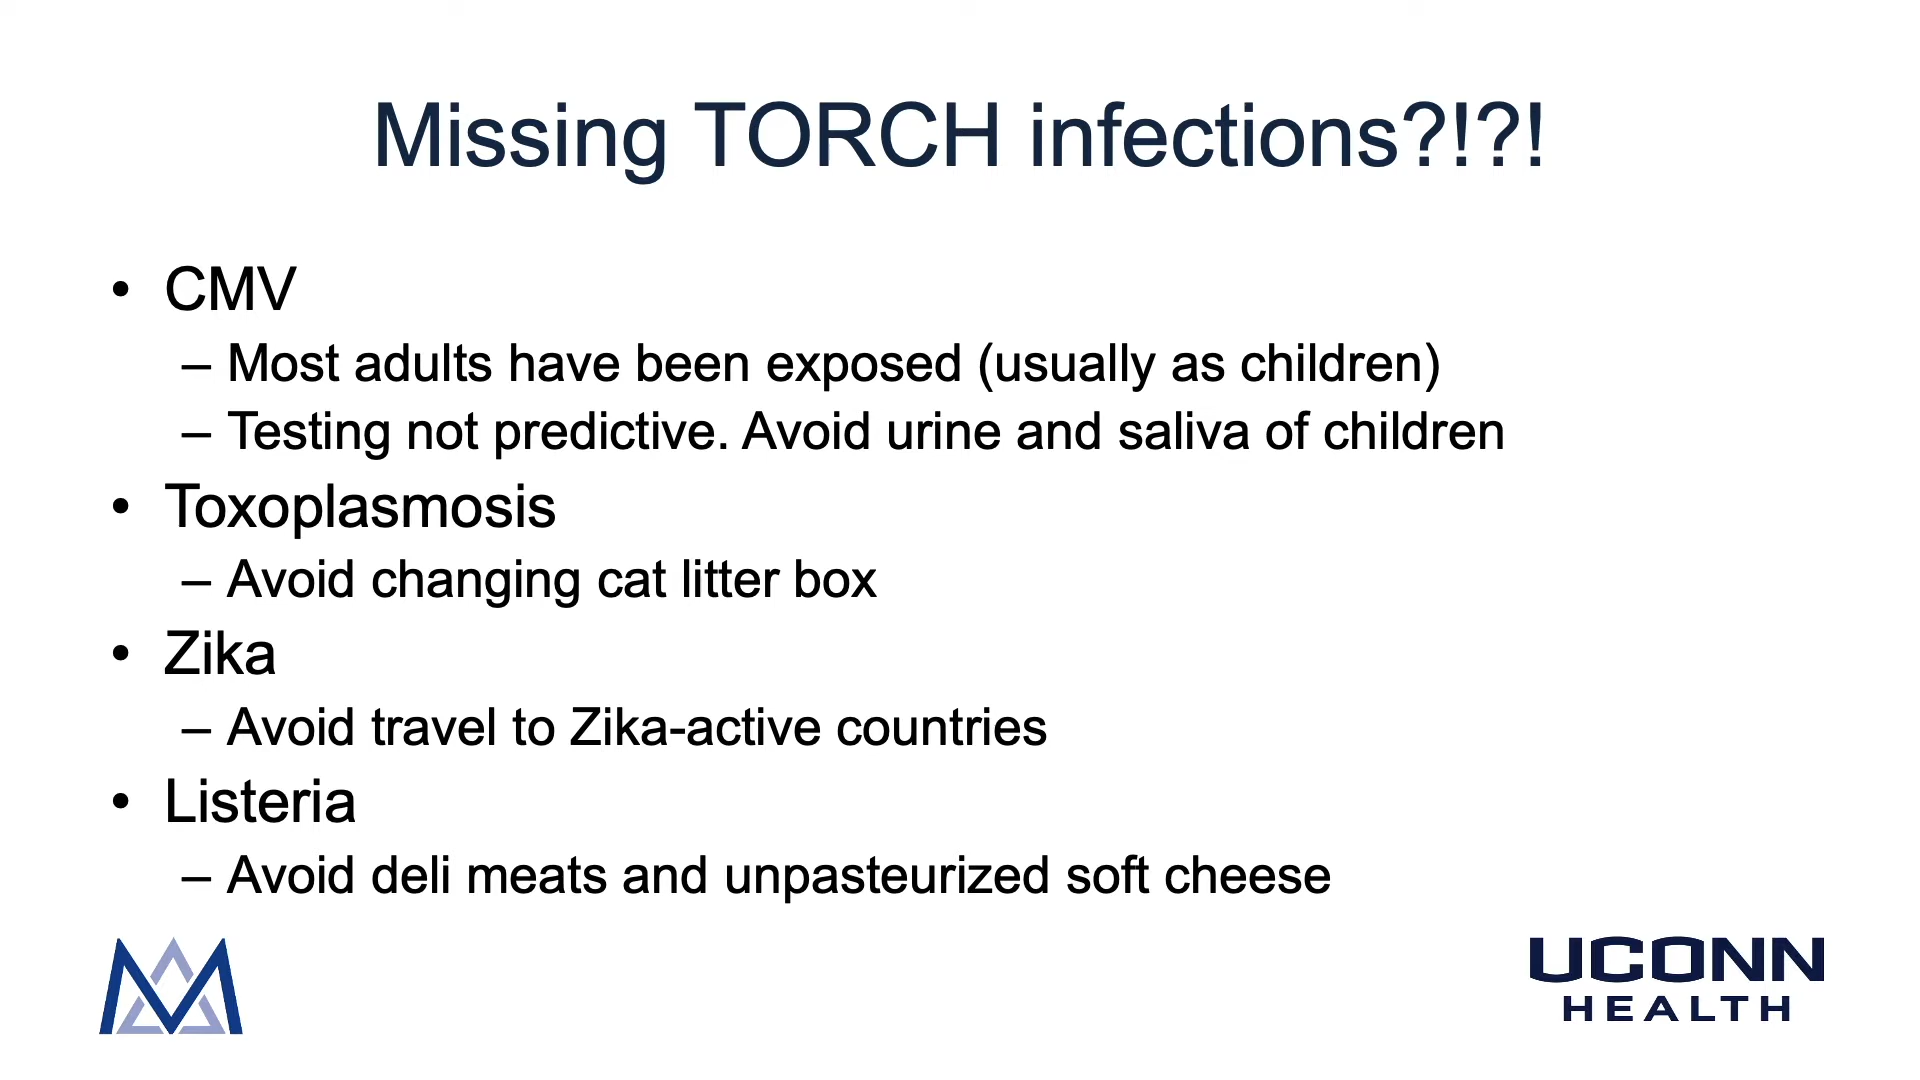 Missing TORCH infections?!?!
• CMV
– Most adults have been exposed (usually as children)
– Testing not predictive. Avoid urine and saliva of children
• Toxoplasmosis
– Avoid changing cat litter box
• Zika
– Avoid travel to Zika-active countries
• Listeria
– Avoid deli meats and unpasteurized soft cheese
UCONN
HEALTH